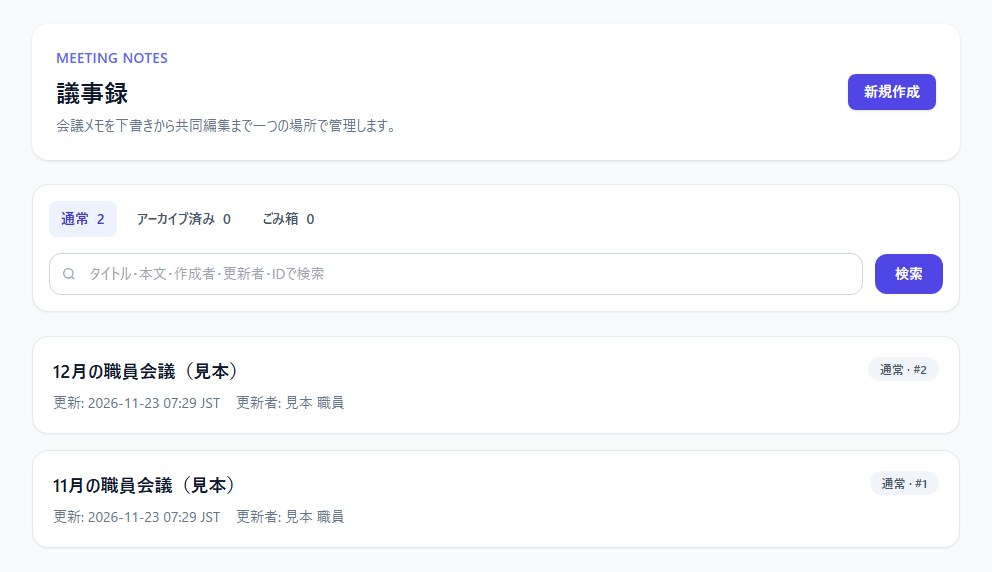 MEETING NOTES
議事録
会議メモを下書きから共同編集まで一つの場所で管理します。
新規作成
通常 2 アーカイブ済み 0 ごみ箱 0
タイトル・本文・作成者・更新者・IDで検索
検索
12月の職員会議（見本）
通常 · #2
更新: 2026-11-23 07:29 JST 更新者: 見本 職員
11月の職員会議（見本）
通常 · #1
更新: 2026-11-23 07:29 JST 更新者: 見本 職員